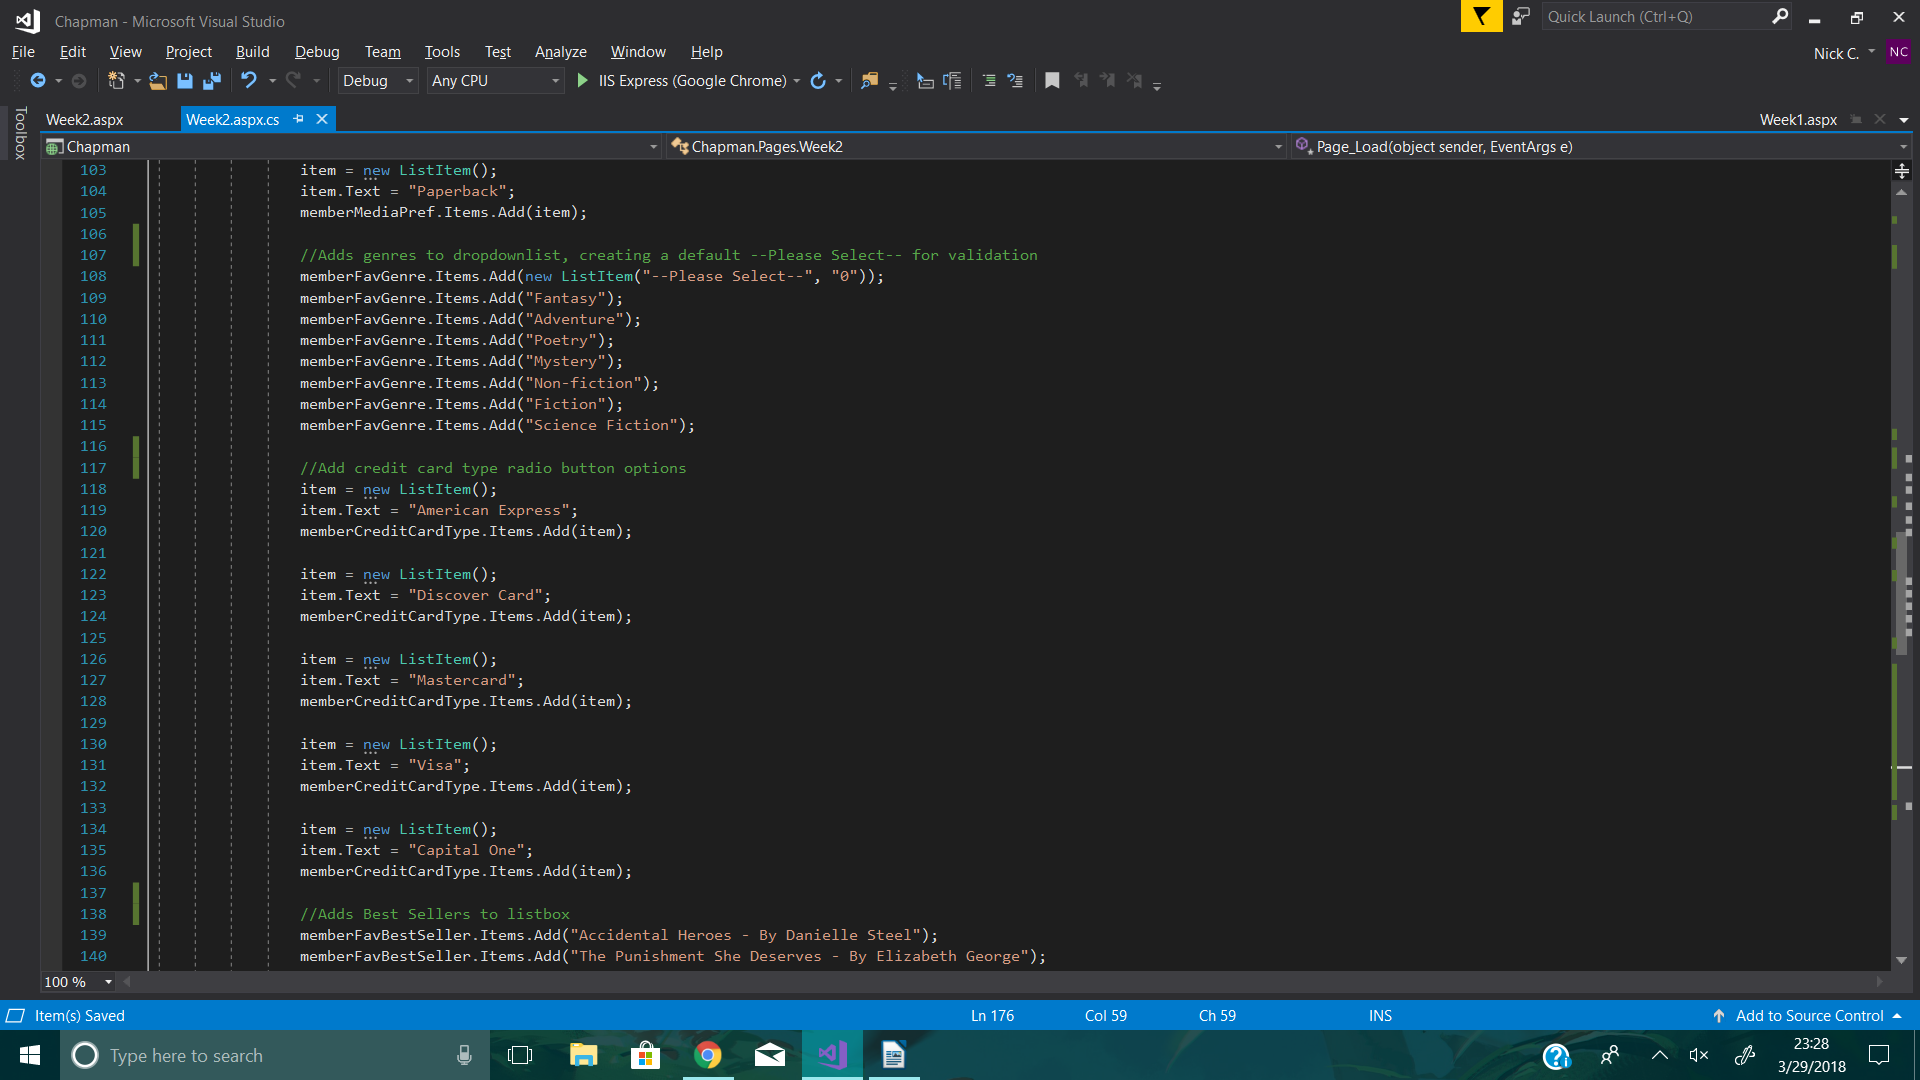 Chapman - Microsoft Visual Studio
Quick Launch (Ctrl+Q)
File Edit View Project Build Debug Team Tools Test Analyze Window Help
Nick C. NC
Debug Any CPU IIS Express (Google Chrome)
Toolbox
Week2.aspx Week2.aspx.cs Week1.aspx
Chapman Chapman.Pages.Week2 Page_Load(object sender, EventArgs e)
103 item = new ListItem();
104 item.Text = "Paperback";
105 memberMediaPref.Items.Add(item);
106
107 //Adds genres to dropdownlist, creating a default --Please Select-- for validation
108 memberFavGenre.Items.Add(new ListItem("--Please Select--", "0"));
109 memberFavGenre.Items.Add("Fantasy");
110 memberFavGenre.Items.Add("Adventure");
111 memberFavGenre.Items.Add("Poetry");
112 memberFavGenre.Items.Add("Mystery");
113 memberFavGenre.Items.Add("Non-fiction");
114 memberFavGenre.Items.Add("Fiction");
115 memberFavGenre.Items.Add("Science Fiction");
116
117 //Add credit card type radio button options
118 item = new ListItem();
119 item.Text = "American Express";
120 memberCreditCardType.Items.Add(item);
121
122 item = new ListItem();
123 item.Text = "Discover Card";
124 memberCreditCardType.Items.Add(item);
125
126 item = new ListItem();
127 item.Text = "Mastercard";
128 memberCreditCardType.Items.Add(item);
129
130 item = new ListItem();
131 item.Text = "Visa";
132 memberCreditCardType.Items.Add(item);
133
134 item = new ListItem();
135 item.Text = "Capital One";
136 memberCreditCardType.Items.Add(item);
137
138 //Adds Best Sellers to listbox
139 memberFavBestSeller.Items.Add("Accidental Heroes - By Danielle Steel");
140 memberFavBestSeller.Items.Add("The Punishment She Deserves - By Elizabeth George");
100 %
Item(s) Saved Ln 176 Col 59 Ch 59 INS Add to Source Control
Type here to search
23:28
3/29/2018